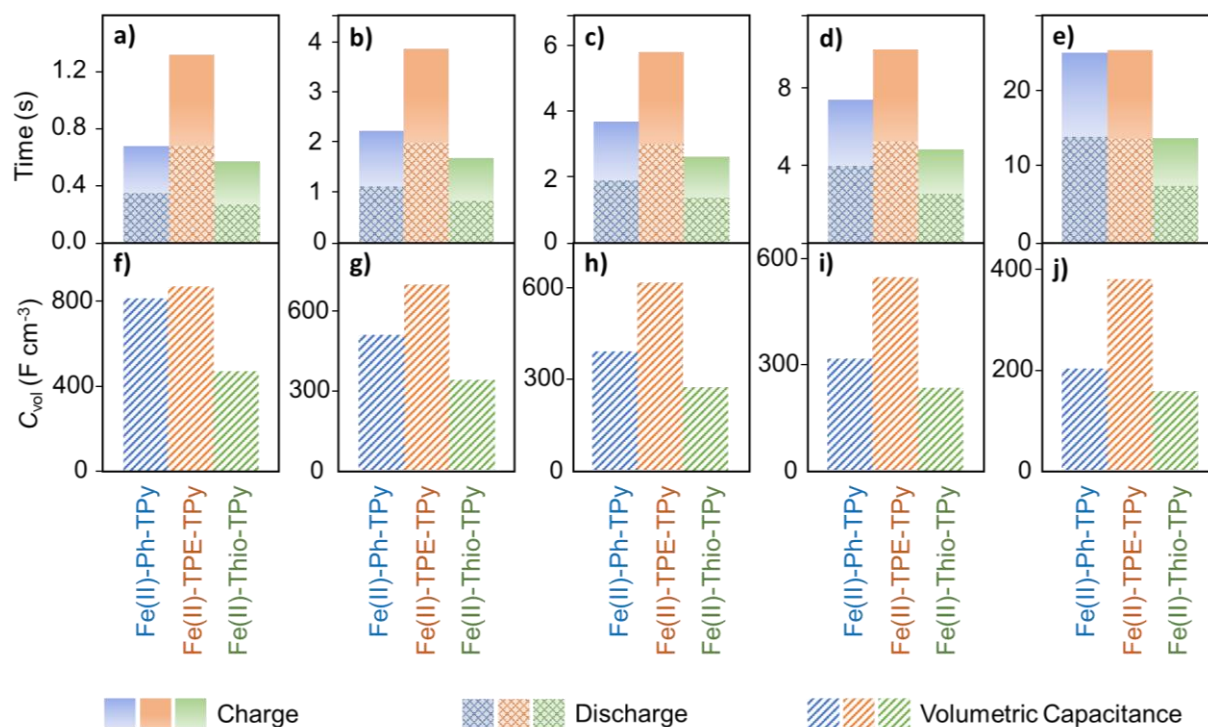 a) b) c) d) e)
Time (s)
1.2
0.8
0.4
0.0
4
3
2
1
0
6
4
2
0
8
4
20
10
0
f) g) h) i) j)
Cvol (F cm-3)
800
400
0
600
300
0
600
300
0
600
300
0
400
200
0
Fe(II)-Ph-TPy
Fe(II)-TPE-TPy
Fe(II)-Thio-TPy
Fe(II)-Ph-TPy
Fe(II)-TPE-TPy
Fe(II)-Thio-TPy
Fe(II)-Ph-TPy
Fe(II)-TPE-TPy
Fe(II)-Thio-TPy
Fe(II)-Ph-TPy
Fe(II)-TPE-TPy
Fe(II)-Thio-TPy
Fe(II)-Ph-TPy
Fe(II)-TPE-TPy
Fe(II)-Thio-TPy
Charge Discharge Volumetric Capacitance